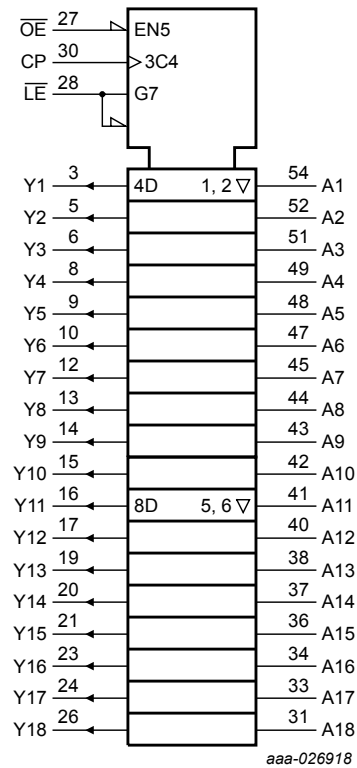 O̅E̅ 27 EN5
CP 30 3C4
L̅E̅ 28 G7
Y1 3 4D 1, 2 ▽ 54 A1
Y2 5 52 A2
Y3 6 51 A3
Y4 8 49 A4
Y5 9 48 A5
Y6 10 47 A6
Y7 12 45 A7
Y8 13 44 A8
Y9 14 43 A9
Y10 15 42 A10
Y11 16 8D 5, 6 ▽ 41 A11
Y12 17 40 A12
Y13 19 38 A13
Y14 20 37 A14
Y15 21 36 A15
Y16 23 34 A16
Y17 24 33 A17
Y18 26 31 A18
aaa-026918